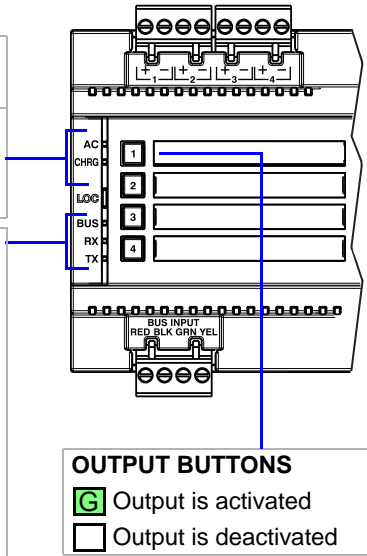 + - + - + - + -
1 2 3 4
AC
CHRG
LOC
BUS
RX
TX
1
2
3
4
BUS INPUT
RED BLK GRN YEL
OUTPUT BUTTONS
G Output is activated
Output is deactivated